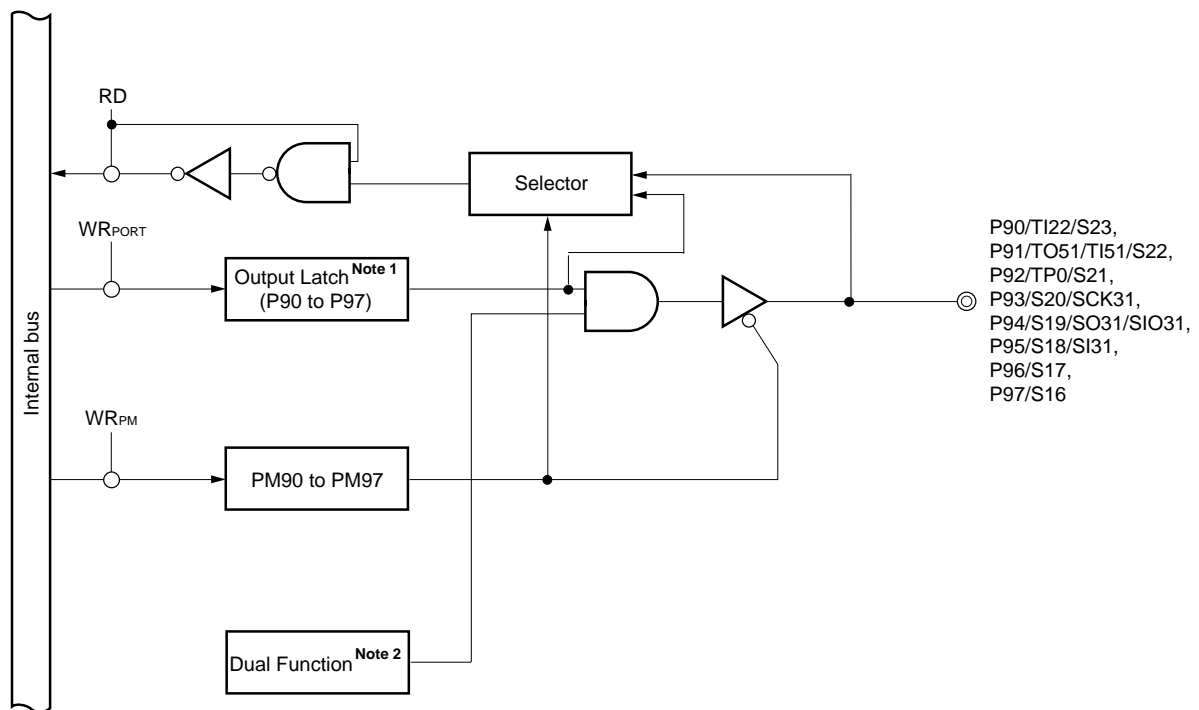 RD
Selector
WRPORT
Output Latch Note 1
(P90 to P97)
P90/TI22/S23,
P91/TO51/TI51/S22,
P92/TP0/S21,
P93/S20/SCK31,
P94/S19/SO31/SIO31,
P95/S18/SI31,
P96/S17,
P97/S16
Internal bus
WRPM
PM90 to PM97
Dual Function Note 2